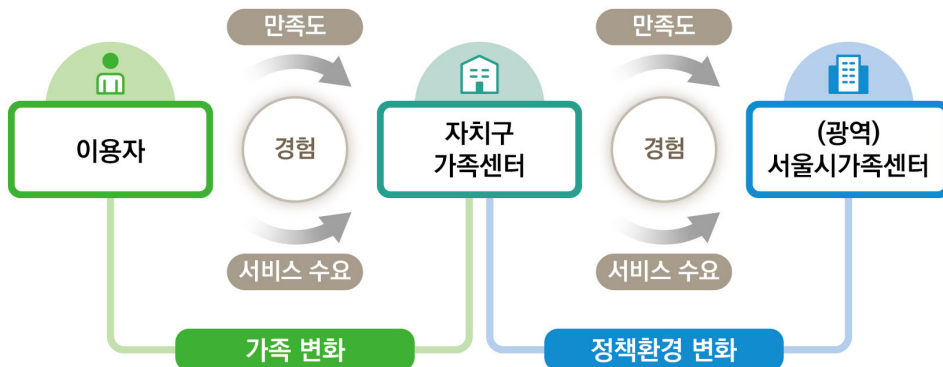 만족도
만족도
이용자
경험
자치구
가족센터
경험
(광역)
서울시가족센터
서비스 수요
서비스 수요
가족 변화
정책환경 변화